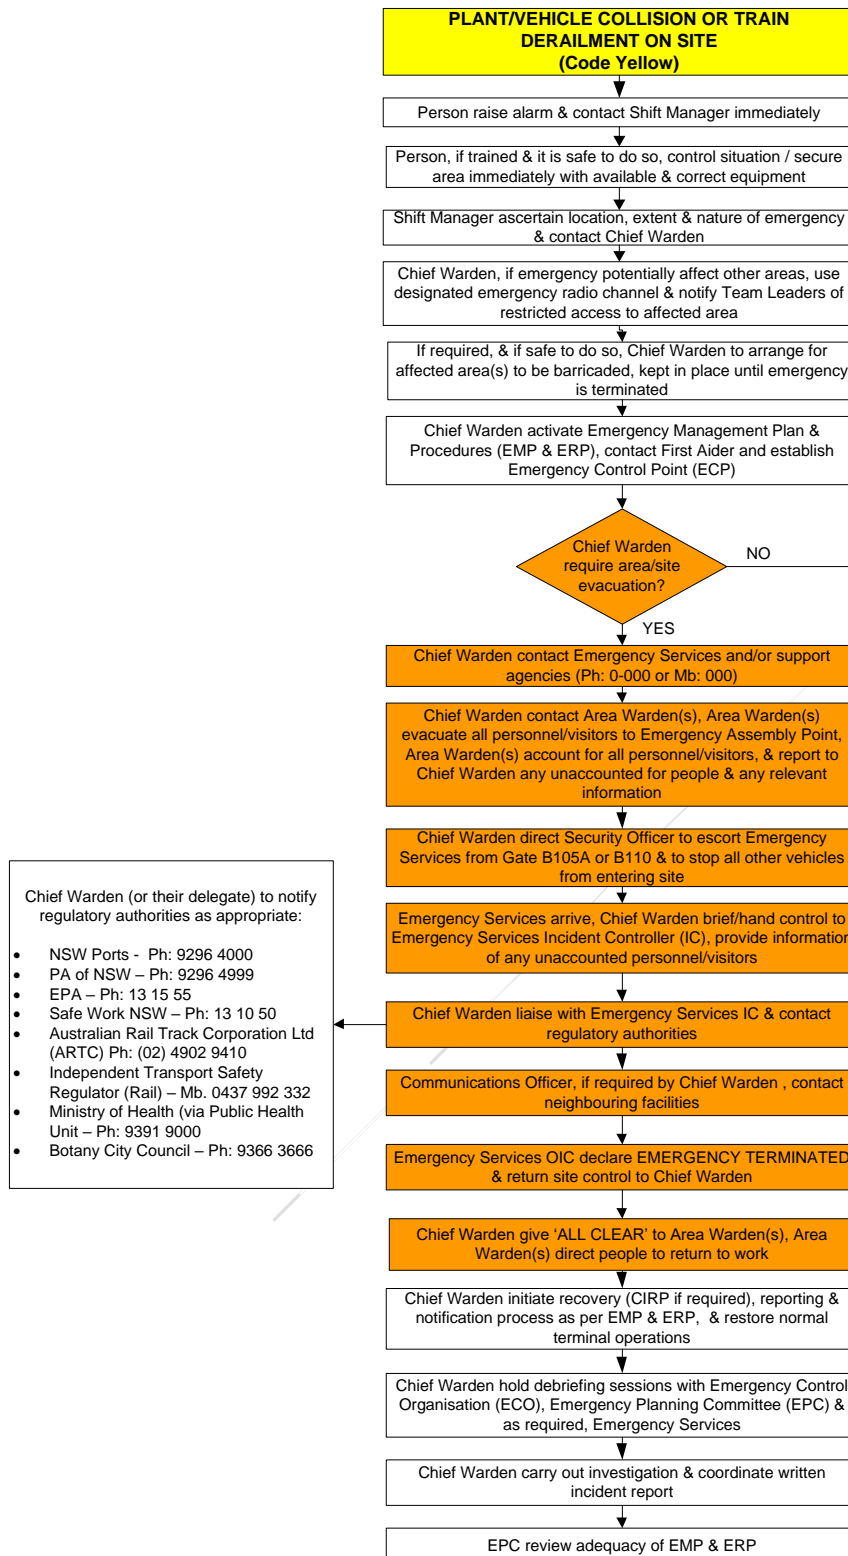 PLANT/VEHICLE COLLISION OR TRAIN
DERAILMENT ON SITE
(Code Yellow)
Person raise alarm & contact Shift Manager immediately
Person, if trained & it is safe to do so, control situation / secure
area immediately with available & correct equipment
Shift Manager ascertain location, extent & nature of emergency
& contact Chief Warden
Chief Warden, if emergency potentially affect other areas, use
designated emergency radio channel & notify Team Leaders of
restricted access to affected area
If required, & if safe to do so, Chief Warden to arrange for
affected area(s) to be barricaded, kept in place until emergency
is terminated
Chief Warden activate Emergency Management Plan &
Procedures (EMP & ERP), contact First Aider and establish
Emergency Control Point (ECP)
Chief Warden
require area/site
evacuation?
NO
YES
Chief Warden contact Emergency Services and/or support
agencies (Ph: 0-000 or Mb: 000)
Chief Warden contact Area Warden(s), Area Warden(s)
evacuate all personnel/visitors to Emergency Assembly Point,
Area Warden(s) account for all personnel/visitors, & report to
Chief Warden any unaccounted for people & any relevant
information
Chief Warden direct Security Officer to escort Emergency
Services from Gate B105A or B110 & to stop all other vehicles
from entering site
Emergency Services arrive, Chief Warden brief/hand control to
Emergency Services Incident Controller (IC), provide information
of any unaccounted personnel/visitors
Chief Warden liaise with Emergency Services IC & contact
regulatory authorities
Chief Warden (or their delegate) to notify
regulatory authorities as appropriate:
• NSW Ports - Ph: 9296 4000
• PA of NSW – Ph: 9296 4999
• EPA – Ph: 13 15 55
• Safe Work NSW – Ph: 13 10 50
• Australian Rail Track Corporation Ltd
(ARTC) Ph: (02) 4902 9410
• Independent Transport Safety
Regulator (Rail) – Mb. 0437 992 332
• Ministry of Health (via Public Health
Unit – Ph: 9391 9000
• Botany City Council – Ph: 9366 3666
Communications Officer, if required by Chief Warden , contact
neighbouring facilities
Emergency Services OIC declare EMERGENCY TERMINATED
& return site control to Chief Warden
Chief Warden give ‘ALL CLEAR’ to Area Warden(s), Area
Warden(s) direct people to return to work
Chief Warden initiate recovery (CIRP if required), reporting &
notification process as per EMP & ERP, & restore normal
terminal operations
Chief Warden hold debriefing sessions with Emergency Control
Organisation (ECO), Emergency Planning Committee (EPC) &
as required, Emergency Services
Chief Warden carry out investigation & coordinate written
incident report
EPC review adequacy of EMP & ERP